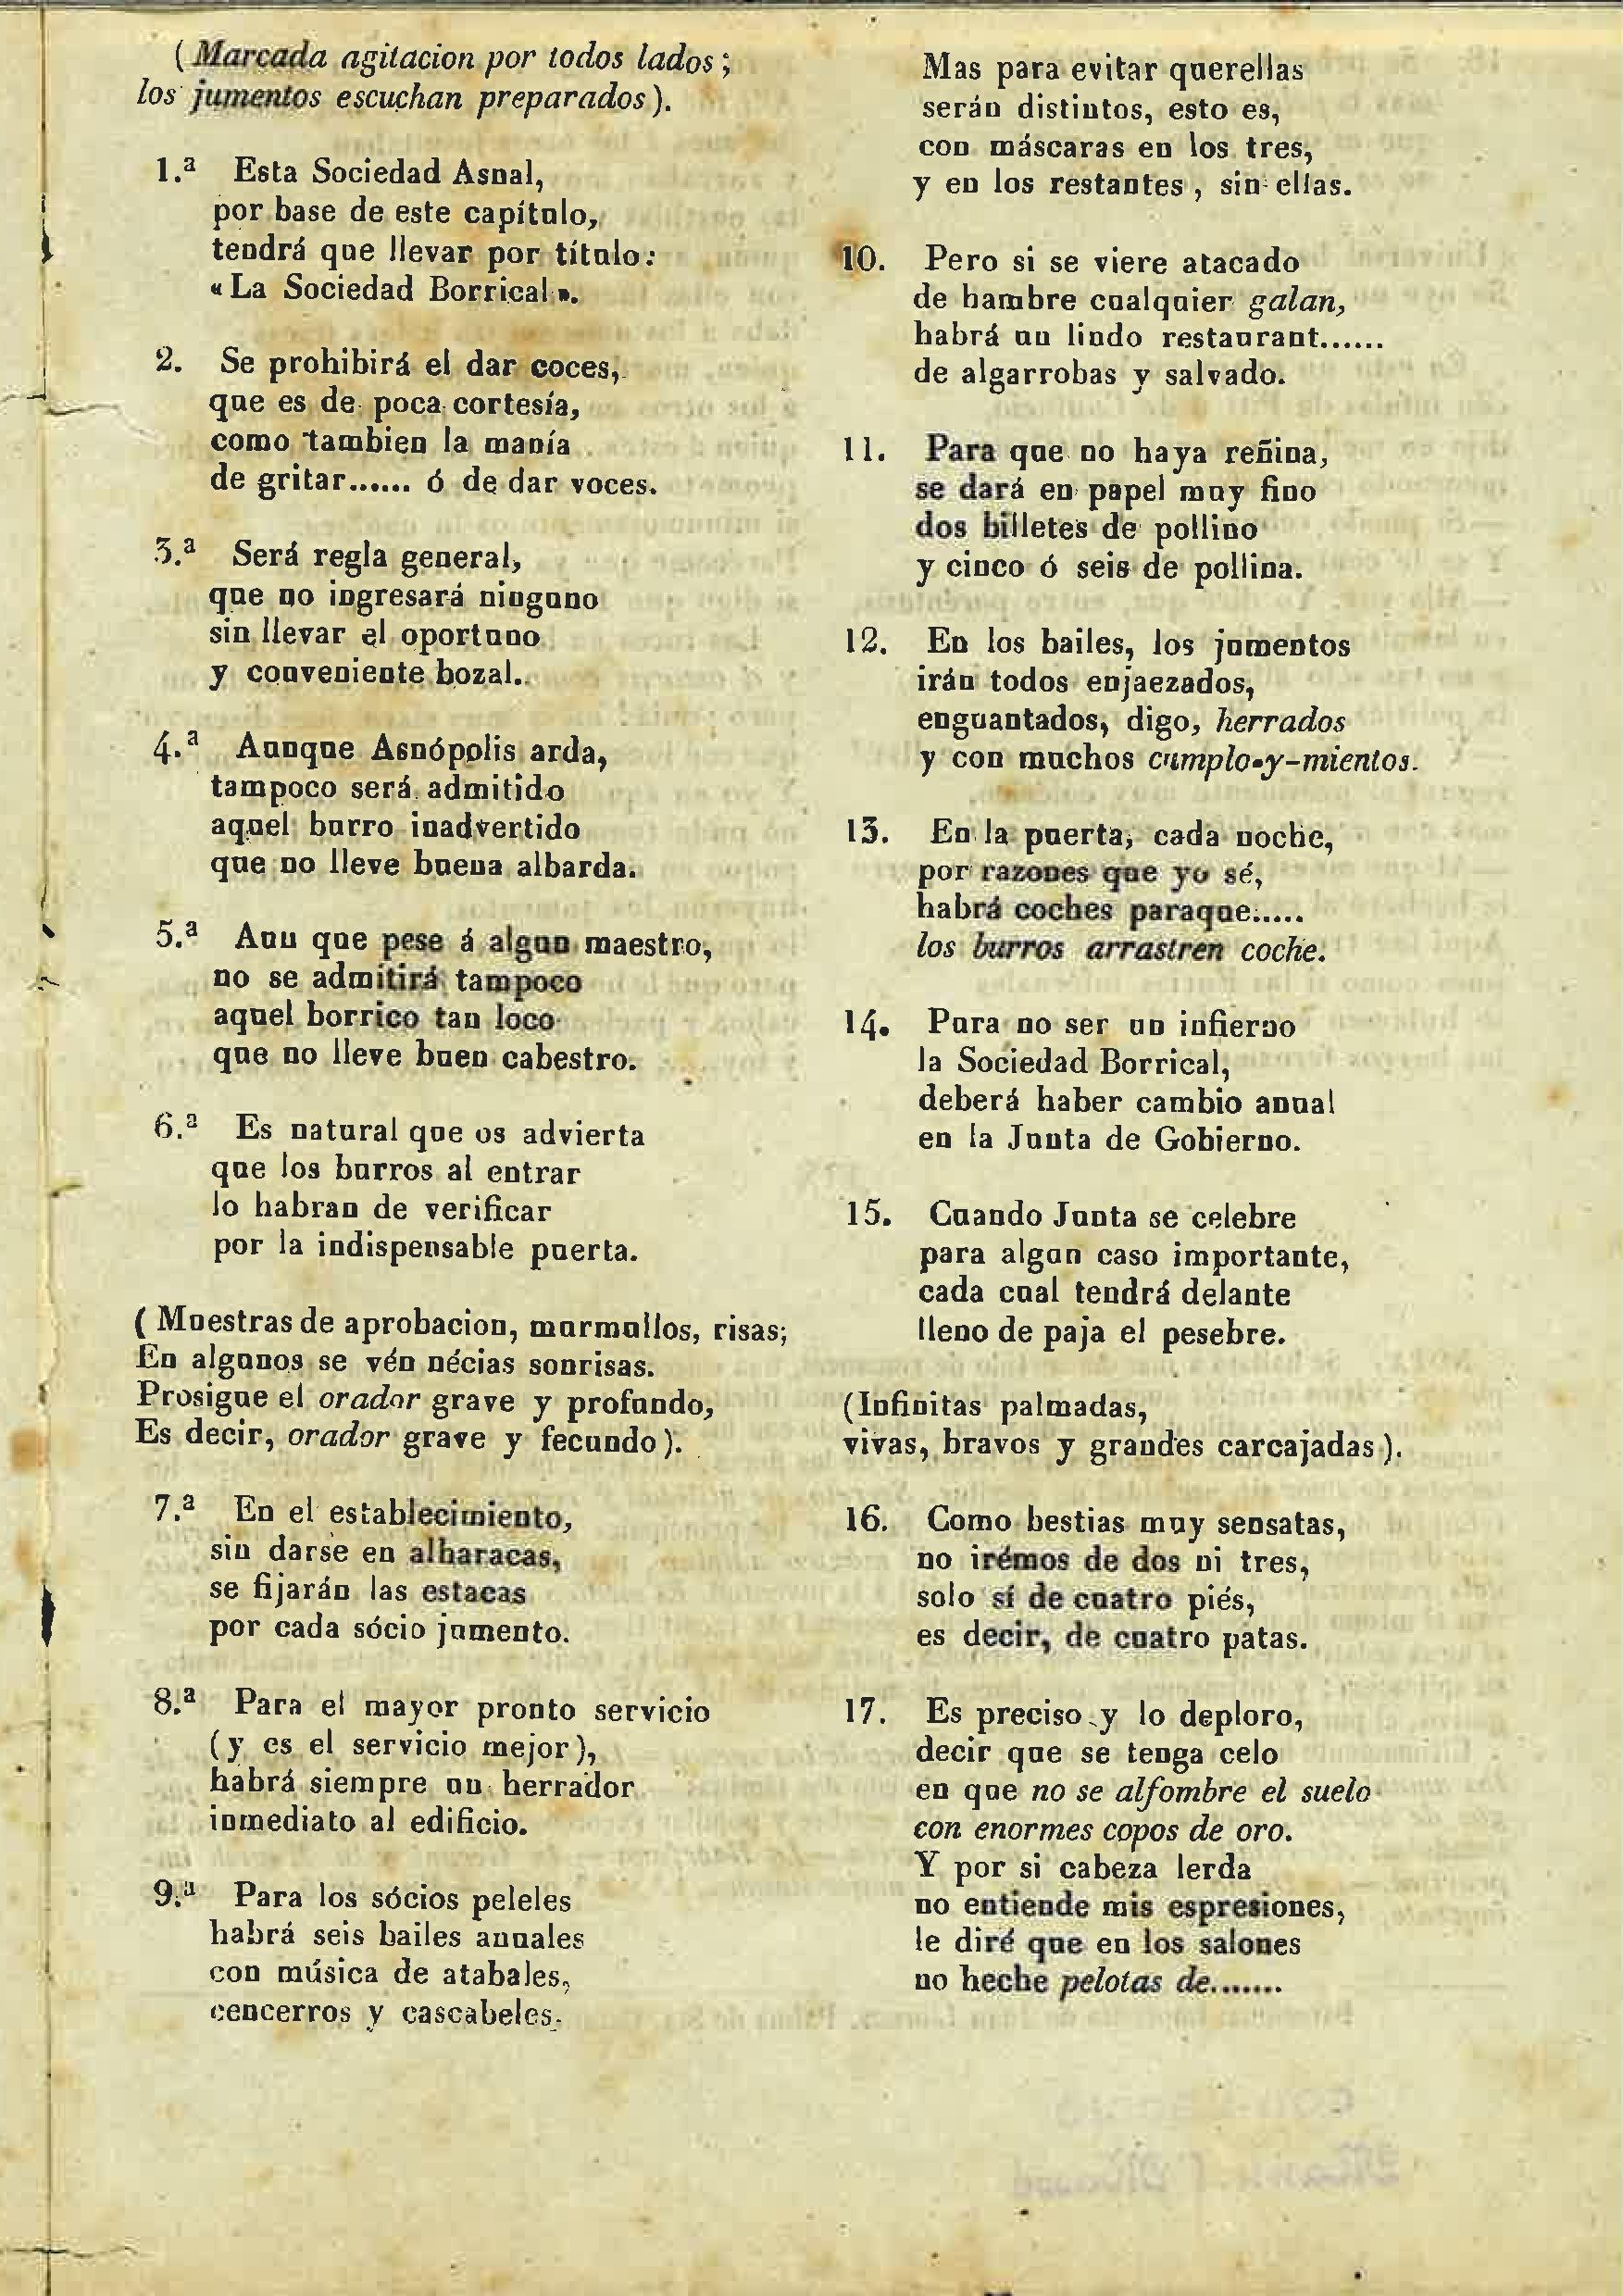 (Marcada agitacion por todos lados;
los jumentos escuchan preparados).
1.ª Esta Sociedad Asnal,
por base de este capítulo,
tendrá que llevar por título:
«La Sociedad Borrical».
2. Se prohibirá el dar coces,
que es de poca cortesía,
como tambien la manía
de gritar...... ó de dar voces.
3.ª Será regla general,
que no ingresará ninguno
sin llevar el oportuno
y conveniente bozal.
4.ª Aunque Asnópolis arda,
tampoco será admitido
aquel burro inadvertido
que no lleve buena albarda.
5.ª Aun que pese á algun maestro,
no se admitirá tampoco
aquel borrico tan loco
que no lleve buen cabestro.
6.ª Es natural que os advierta
que los burros al entrar
lo habran de verificar
por la indispensable puerta.
(Muestras de aprobacion, murmullos, risas;
En algunos se vén nécias sonrisas.
Prosigue el orador grave y profundo,
Es decir, orador grave y fecundo).
7.ª En el establecimiento,
sin darse en alharacas,
se fijarán las estacas
por cada sócio jumento.
8.ª Para el mayor pronto servicio
(y es el servicio mejor),
habrá siempre un herrador
inmediato al edificio.
9.ª Para los sócios peleles
habrá seis bailes anuales
con música de atabales,
cencerros y cascabeles.
Mas para evitar querellas
serán distintos, esto es,
con máscaras en los tres,
y en los restantes, sin ellas.
10. Pero si se viere atacado
de hambre cualquier galan,
habrá un lindo restaurant......
de algarrobas y salvado.
11. Para que no haya reñina,
se dará en papel muy fino
dos billetes de pollino
y cinco ó seis de pollina.
12. En los bailes, los jumentos
irán todos enjaezados,
enguantados, digo, herrados
y con muchos cumplo-y-mientos.
13. En la puerta, cada noche,
por razones que yo sé,
habrá coches paraque.....
los burros arrastren coche.
14. Para no ser un infierno
la Sociedad Borrical,
deberá haber cambio anual
en la Junta de Gobierno.
15. Cuando Junta se celebre
para algun caso importante,
cada cual tendrá delante
lleno de paja el pesebre.
(Infinitas palmadas,
vivas, bravos y grandes carcajadas).
16. Como bestias muy sensatas,
no irémos de dos ni tres,
solo sí de cuatro piés,
es decir, de cuatro patas.
17. Es preciso y lo deploro,
decir que se tenga celo
en que no se alfombre el suelo
con enormes copos de oro.
Y por si cabeza lerda
no entiende mis espresiones,
le diré que en los salones
no heche pelotas de.......